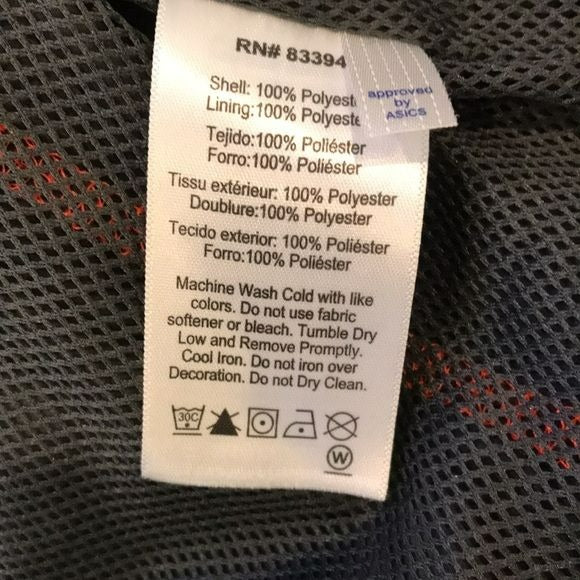 RN# 83394
approved
by
ASICS
Shell: 100%
Lining:100%
Tejido:100% Poliéster
Forro:100% Poliéster
Tissu extérieur: 100% Polyester
Doublure:100% Polyester
Tecido exterior: 100% Poliéster
Forro:100% Poliéster
Machine Wash Cold with like
colors. Do not use fabric
softener or bleach. Tumble Dry
Low and Remove Promptly.
Cool Iron. Do not iron over
Decoration. Do not Dry Clean.
30C
W